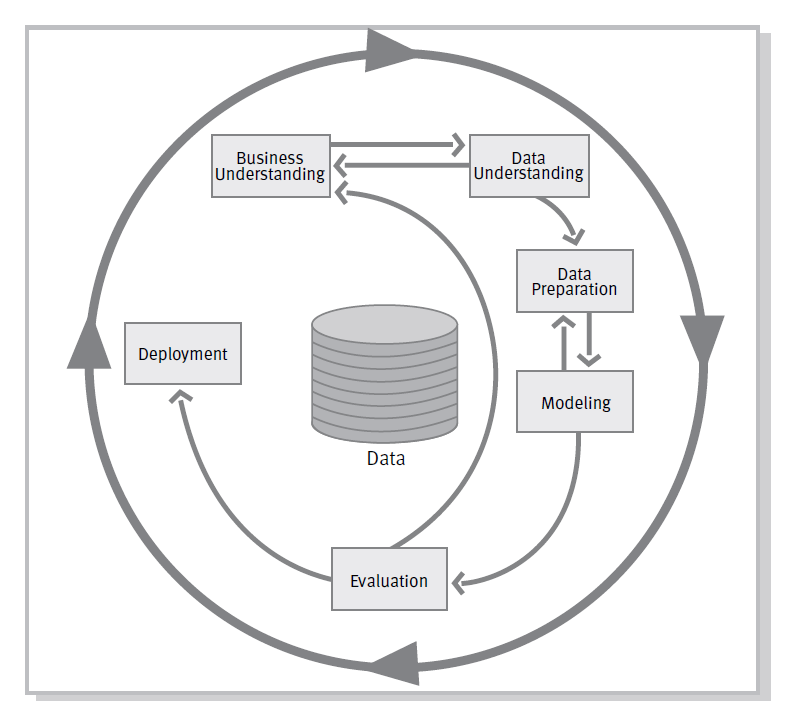 Business
Understanding
Data
Understanding
Data
Preparation
Deployment
Modeling
Data
Evaluation